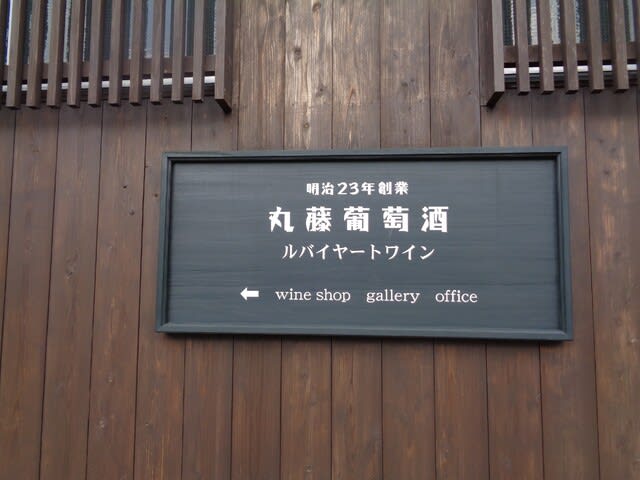 明治23年創業
丸藤葡萄酒
ルバイヤートワイン
← wine shop gallery office